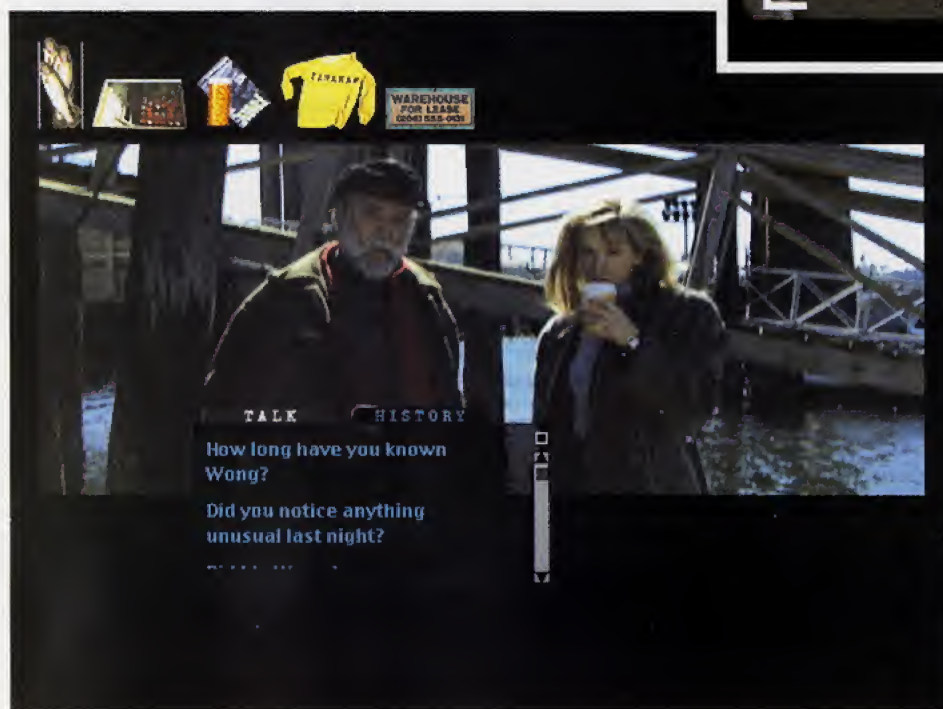 WAREHOUSE
FOR LEASE
TALK HISTORY
How long have you known
Wong?
Did you notice anything
unusual last night?